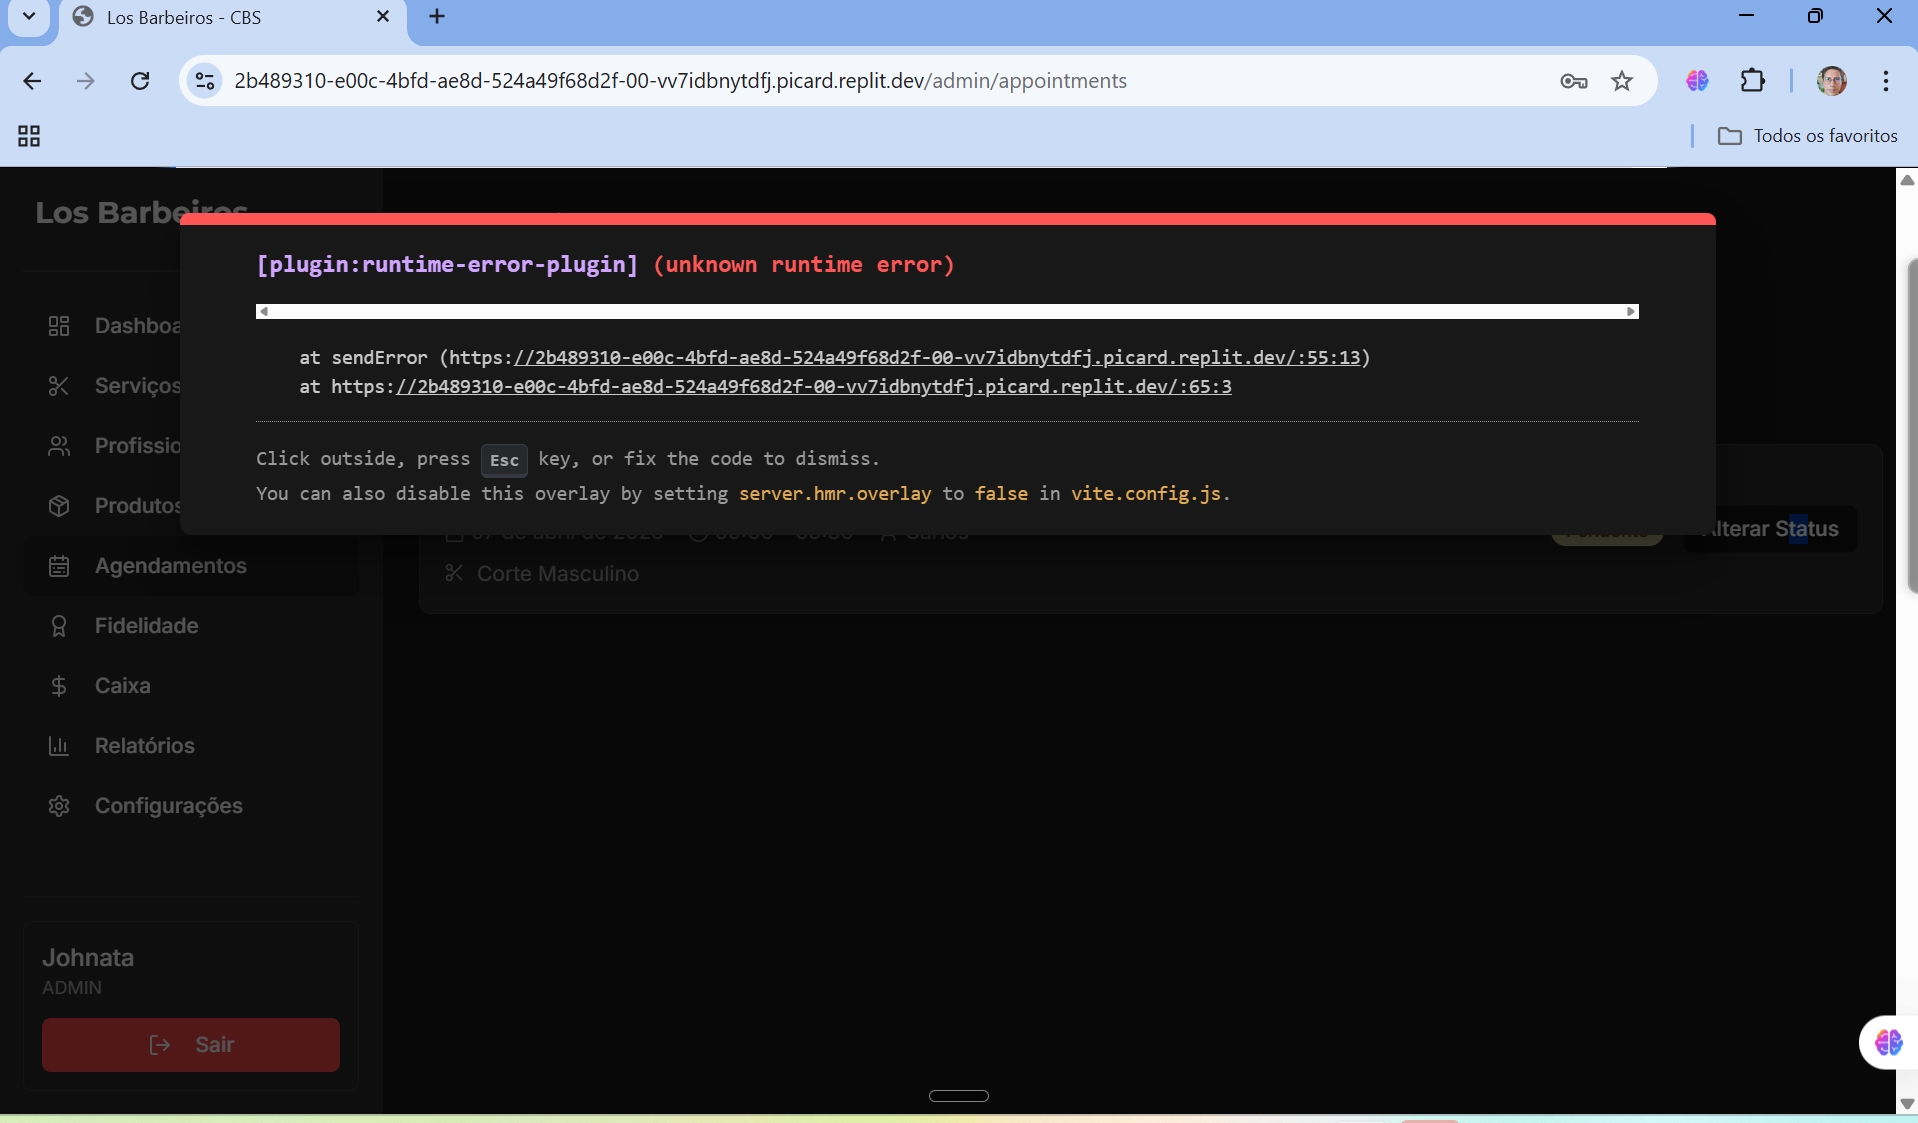 Los Barbeiros - CBS
2b489310-e00c-4bfd-ae8d-524a49f68d2f-00-vv7idbnytdfj.picard.replit.dev/admin/appointments
Todos os favoritos
Los Barbeiros
[plugin:runtime-error-plugin] (unknown runtime error)
at sendError (https://2b489310-e00c-4bfd-ae8d-524a49f68d2f-00-vv7idbnytdfj.picard.replit.dev/:55:13)
at https://2b489310-e00c-4bfd-ae8d-524a49f68d2f-00-vv7idbnytdfj.picard.replit.dev/:65:3
Click outside, press Esc key, or fix the code to dismiss.
You can also disable this overlay by setting server.hmr.overlay to false in vite.config.js.
Dashboa
Serviços
Profissio
Produtos
Agendamentos
Fidelidade
Caixa
Relatórios
Configurações
Alterar Status
Corte Masculino
Johnata
ADMIN
Sair